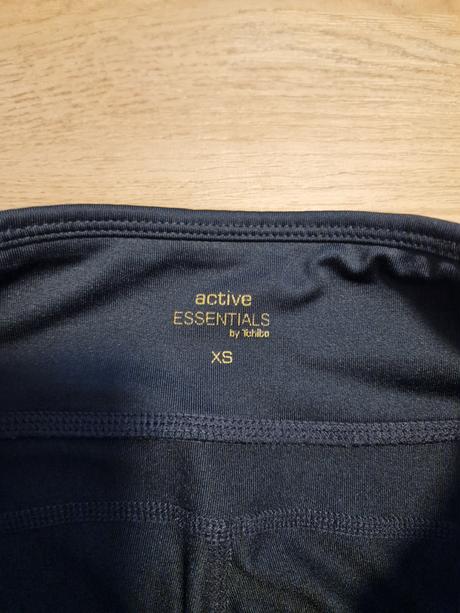 active
ESSENTIALS
by Tchibo
XS